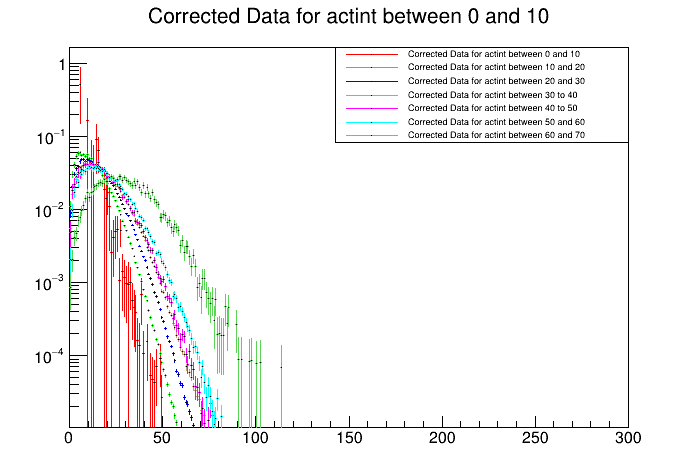 Corrected Data for actint between 0 and 10
Corrected Data for actint between 0 and 10
Corrected Data for actint between 10 and 20
Corrected Data for actint between 20 and 30
Corrected Data for actint between 30 to 40
Corrected Data for actint between 40 to 50
Corrected Data for actint between 50 and 60
Corrected Data for actint between 60 and 70
1
10⁻¹
10⁻²
10⁻³
10⁻⁴
0 50 100 150 200 250 300